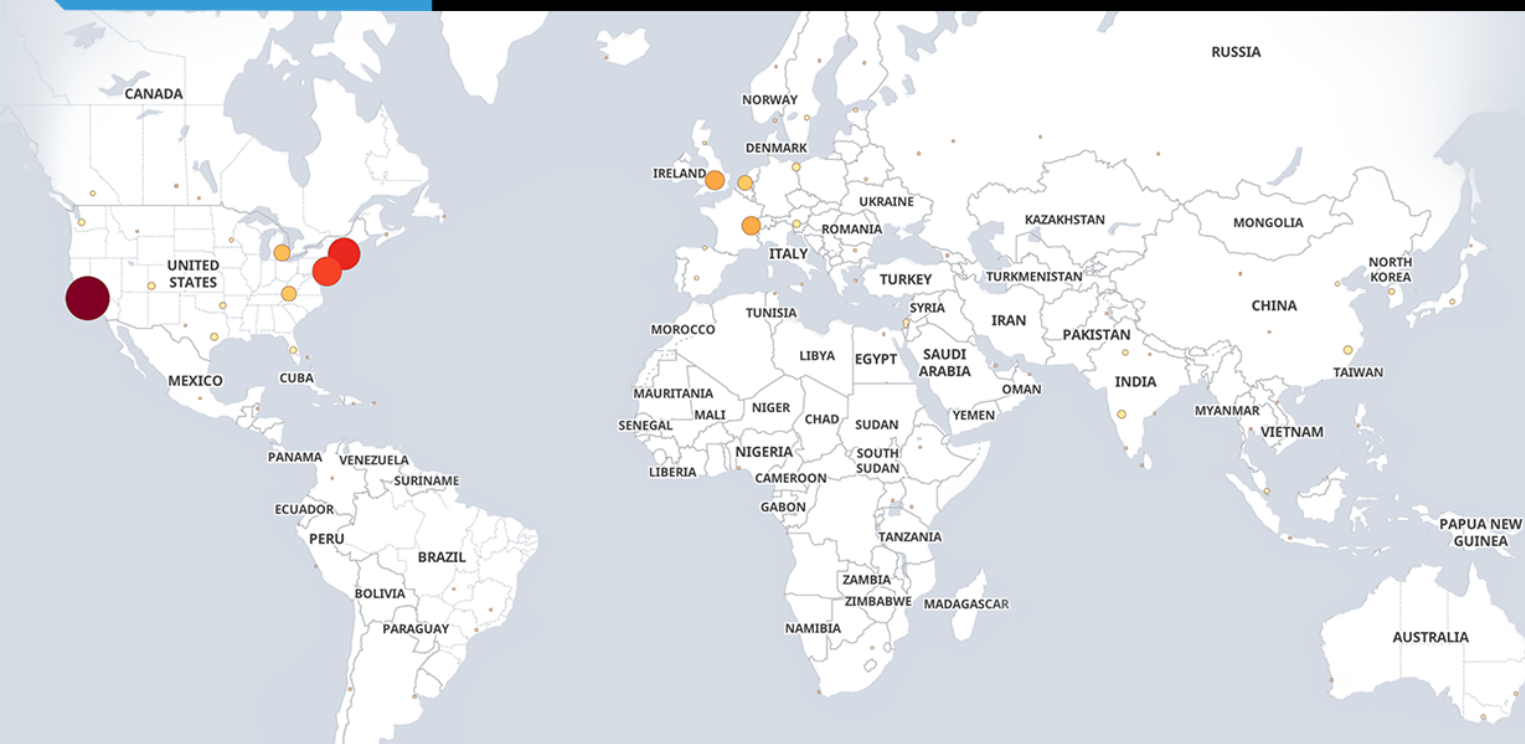 RUSSIA
CANADA
NORWAY
DENMARK
IRELAND
UKRAINE
KAZAKHSTAN
MONGOLIA
ROMANIA
ITALY
UNITED
STATES
NORTH
KOREA
TURKEY
TURKMENISTAN
CHINA
SYRIA
TUNISIA
IRAN
MOROCCO
PAKISTAN
LIBYA
EGYPT
SAUDI
ARABIA
TAIWAN
MEXICO
CUBA
INDIA
OMAN
MAURITANIA
NIGER
MALI
YEMEN
MYANMAR
CHAD
SENEGAL
SUDAN
VIETNAM
NIGERIA
SOUTH
SUDAN
PANAMA
VENEZUELA
LIBERIA
CAMEROON
SURINAME
GABON
ECUADOR
PAPUA NEW
GUINEA
PERU
TANZANIA
BRAZIL
ZAMBIA
BOLIVIA
ZIMBABWE
MADAGASCAR
PARAGUAY
NAMIBIA
AUSTRALIA